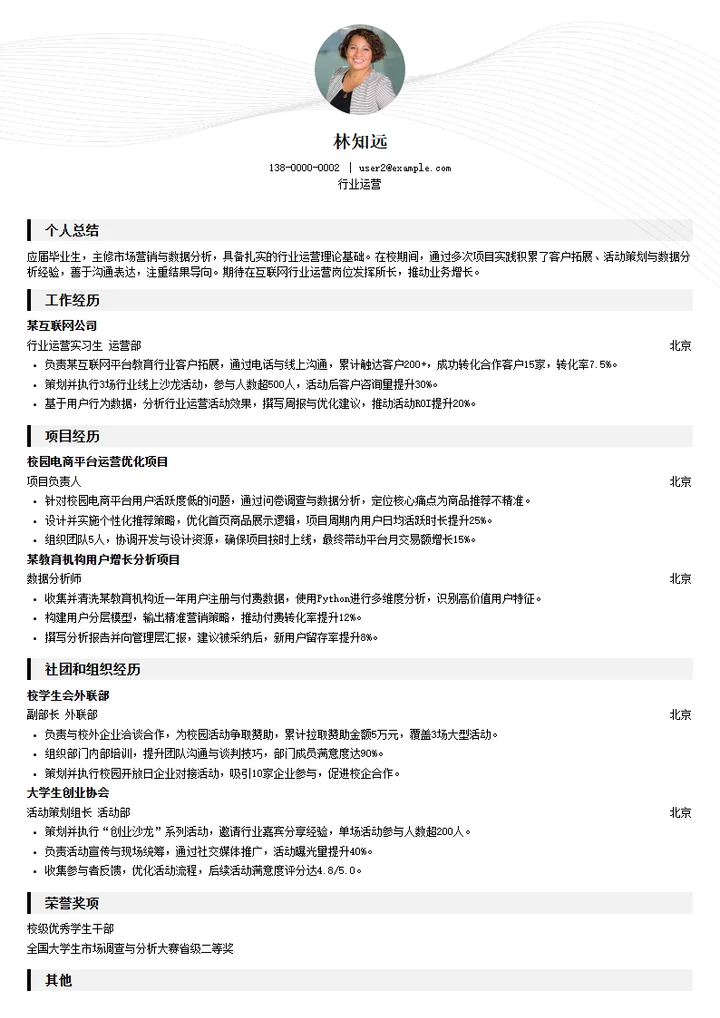 林知远
138-0000-0002 | user2@example.com
行业运营
个人总结
应届毕业生，主修市场营销与数据分析，具备扎实的行业运营理论基础。在校期间，通过多次项目实践积累了客户拓展、活动策划与数据分
析经验，善于沟通表达，注重结果导向。期待在互联网行业运营岗位发挥所长，推动业务增长。
工作经历
某互联网公司
行业运营实习生 运营部 北京
• 负责某互联网平台教育行业客户拓展，通过电话与线上沟通，累计触达客户200+，成功转化合作客户15家，转化率7.5%。
• 策划并执行3场行业线上沙龙活动，参与人数超500人，活动后客户咨询量提升30%。
• 基于用户行为数据，分析行业运营活动效果，撰写周报与优化建议，推动活动ROI提升20%。
项目经历
校园电商平台运营优化项目
项目负责人 北京
• 针对校园电商平台用户活跃度低的问题，通过问卷调查与数据分析，定位核心痛点为商品推荐不精准。
• 设计并实施个性化推荐策略，优化首页商品展示逻辑，项目周期内用户日均活跃时长提升25%。
• 组织团队5人，协调开发与设计资源，确保项目按时上线，最终带动平台月交易额增长15%。
某教育机构用户增长分析项目
数据分析师 北京
• 收集并清洗某教育机构近一年用户注册与付费数据，使用Python进行多维度分析，识别高价值用户特征。
• 构建用户分层模型，输出精准营销策略，推动付费转化率提升12%。
• 撰写分析报告并向管理层汇报，建议被采纳后，新用户留存率提升8%。
社团和组织经历
校学生会外联部
副部长 外联部 北京
• 负责与校外企业洽谈合作，为校园活动争取赞助，累计拉取赞助金额5万元，覆盖3场大型活动。
• 组织部门内部培训，提升团队沟通与谈判技巧，部门成员满意度达90%。
• 策划并执行校园开放日企业对接活动，吸引10家企业参与，促进校企合作。
大学生创业协会
活动策划组长 活动部 北京
• 策划并执行“创业沙龙”系列活动，邀请行业嘉宾分享经验，单场活动参与人数超200人。
• 负责活动宣传与现场统筹，通过社交媒体推广，活动曝光量提升40%。
• 收集参与者反馈，优化活动流程，后续活动满意度评分达4.8/5.0。
荣誉奖项
校级优秀学生干部
全国大学生市场调查与分析大赛省级二等奖
其他